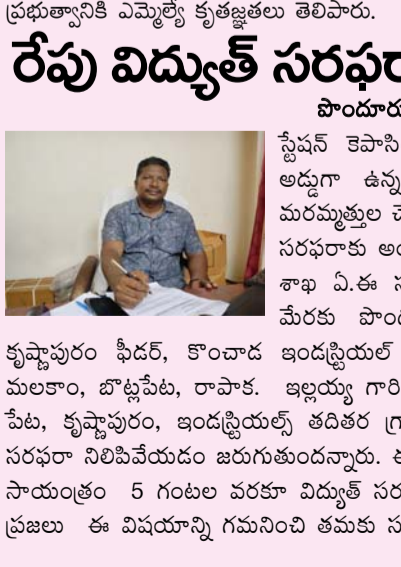 ప్రభుత్వానికి ఎమ్మెల్యే కృతజ్ఞతలు తెలిపారు.
రేపు విద్యుత్ సరఫరా
పొందూరు
స్టేషన్ కెపాసి
అడ్డుగా ఉన్న
మరమ్మత్తుల చే
సరఫరాకు అం
శాఖ ఏ.ఈ స
మేరకు పొంద
కృష్ణాపురం ఫీడర్, కొంచాడ ఇండస్ట్రియల్
మలకాం, బొట్లపేట, రాపాక. ఇల్లయ్య గారి
పేట, కృష్ణాపురం, ఇండస్ట్రియల్స్ తదితర గ్ర
సరఫరా నిలిపివేయడం జరుగుతుందన్నారు. ఈ
సాయంత్రం 5 గంటల వరకూ విద్యుత్ సర
ప్రజలు ఈ విషయాన్ని గమనించి తమకు స